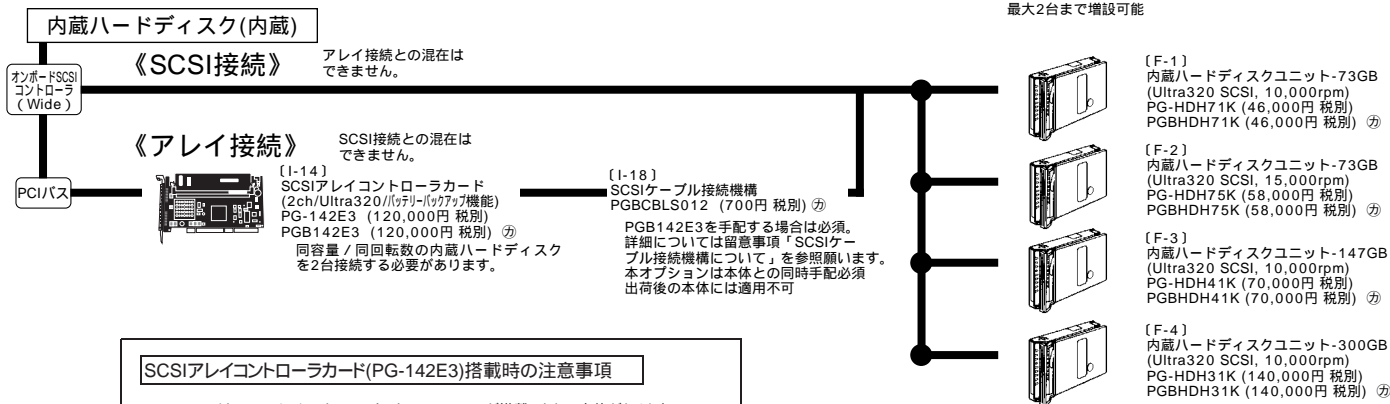 最大2台まで増設可能
内蔵ハードディスク(内蔵)
オンボードSCSI
コントローラ
(Wide)
《SCSI接続》
アレイ接続との混在は
できません。
《アレイ接続》
SCSI接続との混在は
できません。
PCIバス
〔I-14〕
SCSIアレイコントローラカード
(2ch/Ultra320/バッテリーバックアップ機能)
PG-142E3 (120,000円 税別)
PGB142E3 (120,000円 税別) ㋕
同容量/同回転数の内蔵ハードディスク
を2台接続する必要があります。
〔I-18〕
SCSIケーブル接続機構
PGBCBLS012 (700円 税別) ㋕
PGB142E3を手配する場合は必須。
詳細については留意事項「SCSIケー
ブル接続機構について」を参照願います。
本オプションは本体との同時手配必須
出荷後の本体には適用不可
〔F-1〕
内蔵ハードディスクユニット-73GB
(Ultra320 SCSI, 10,000rpm)
PG-HDH71K (46,000円 税別)
PGBHDH71K (46,000円 税別) ㋕
〔F-2〕
内蔵ハードディスクユニット-73GB
(Ultra320 SCSI, 15,000rpm)
PG-HDH75K (58,000円 税別)
PGBHDH75K (58,000円 税別) ㋕
〔F-3〕
内蔵ハードディスクユニット-147GB
(Ultra320 SCSI, 10,000rpm)
PG-HDH41K (70,000円 税別)
PGBHDH41K (70,000円 税別) ㋕
〔F-4〕
内蔵ハードディスクユニット-300GB
(Ultra320 SCSI, 10,000rpm)
PG-HDH31K (140,000円 税別)
PGBHDH31K (140,000円 税別) ㋕
SCSIアレイコントローラカード(PG-142E3)搭載時の注意事項